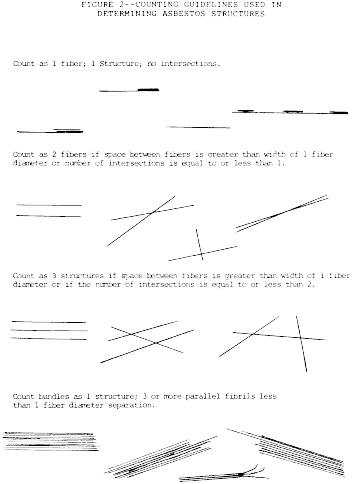 FIGURE 2--COUNTING GUIDELINES USED IN
DETERMINING ASBESTOS STRUCTURES
Count as 1 fiber; 1 Structure; no intersections.
Count as 2 fibers if space between fibers is greater than width of 1 fiber
diameter or number of intersections is equal to or less than 1.
Count as 3 structures if space between fibers is greater than width of 1 fiber
diameter or if the number of intersections is equal to or less than 2.
Count bundles as 1 structure; 3 or more parallel fibrils less
than 1 fiber diameter separation.